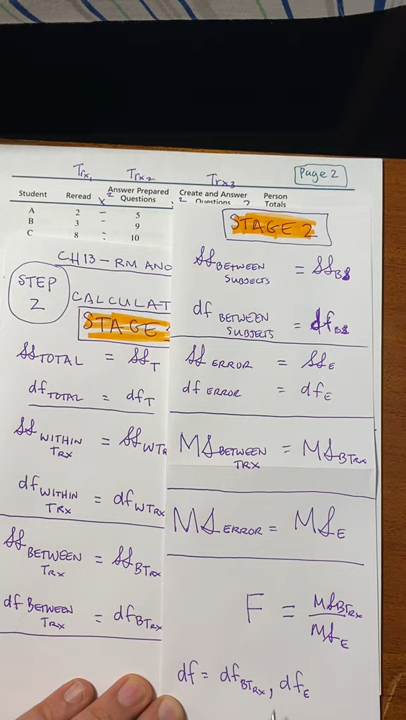 Page 2
Trx1 Trx2 Trx3
Student Reread Answer Prepared Questions Create and Answer Questions Person Totals
A 2 5
B 3 9
C 8 10
CH13-RM ANO
STEP 2
CALCULAT
STAGE
SS TOTAL = SS T
df TOTAL = df T
SS WITHIN TRX = SS WTR
df WITHIN TRX = df WTRX
SS BETWEEN TRX = SS BTRX
df BETWEEN TRX = df BTRX
STAGE 2
SS BETWEEN SUBJECTS = SS BS
df BETWEEN SUBJECTS = df BS
SS ERROR = SS E
df ERROR = df E
MS BETWEEN TRX = MS BTRX
MS ERROR = MS E
F = MS BTRX / MS E
df = df BTRX, df E